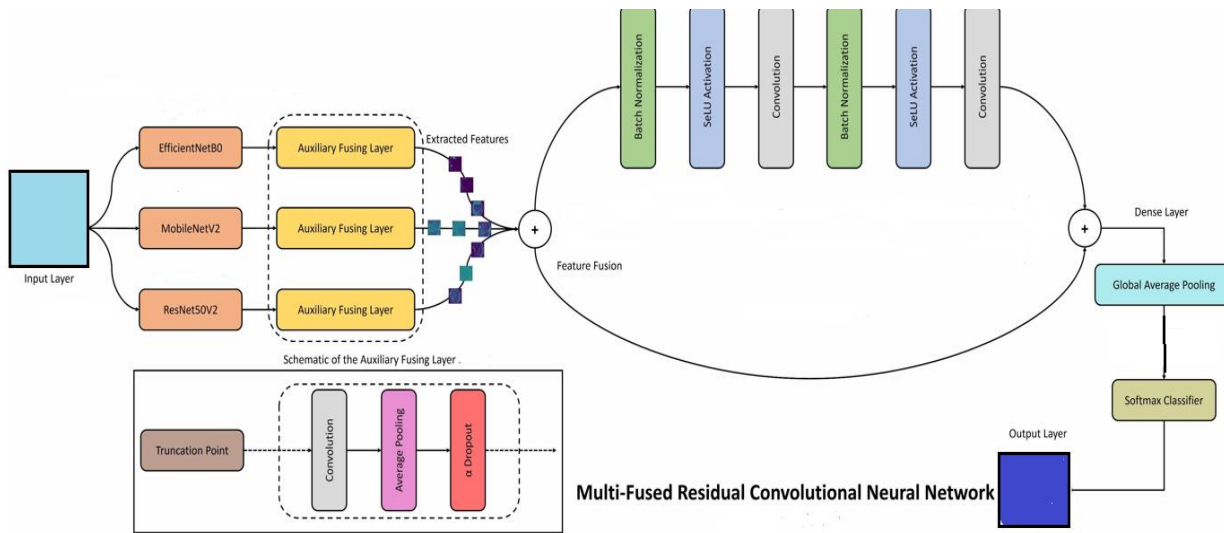 Batch Normalization
SeLU Activation
Convolution
Batch Normalization
SeLU Activation
Convolution
EfficientNetB0
Auxiliary Fusing Layer
Extracted Features
MobileNetV2
Auxiliary Fusing Layer
+
Feature Fusion
+
Dense Layer
Input Layer
ResNet50V2
Auxiliary Fusing Layer
Global Average Pooling
Schematic of the Auxiliary Fusing Layer .
Truncation Point
Convolution
Average Pooling
α Dropout
Softmax Classifier
Output Layer
Multi-Fused Residual Convolutional Neural Network